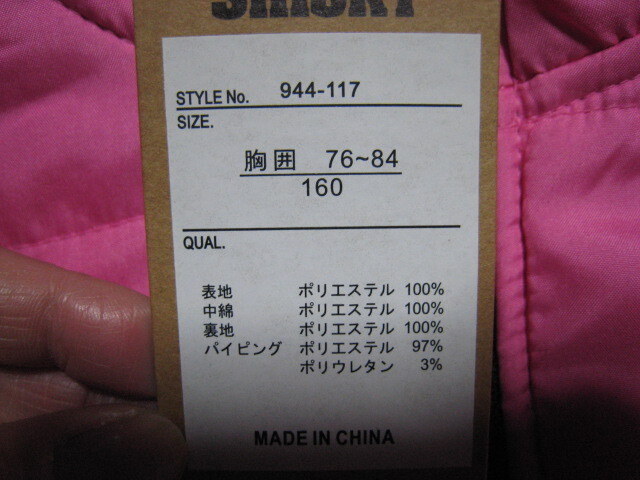 STYLE No. 944-117
SIZE.
胸囲 76~84
160
QUAL.
表地 ポリエステル 100%
中綿 ポリエステル 100%
裏地 ポリエステル 100%
パイピング ポリエステル 97%
ポリウレタン 3%
MADE IN CHINA